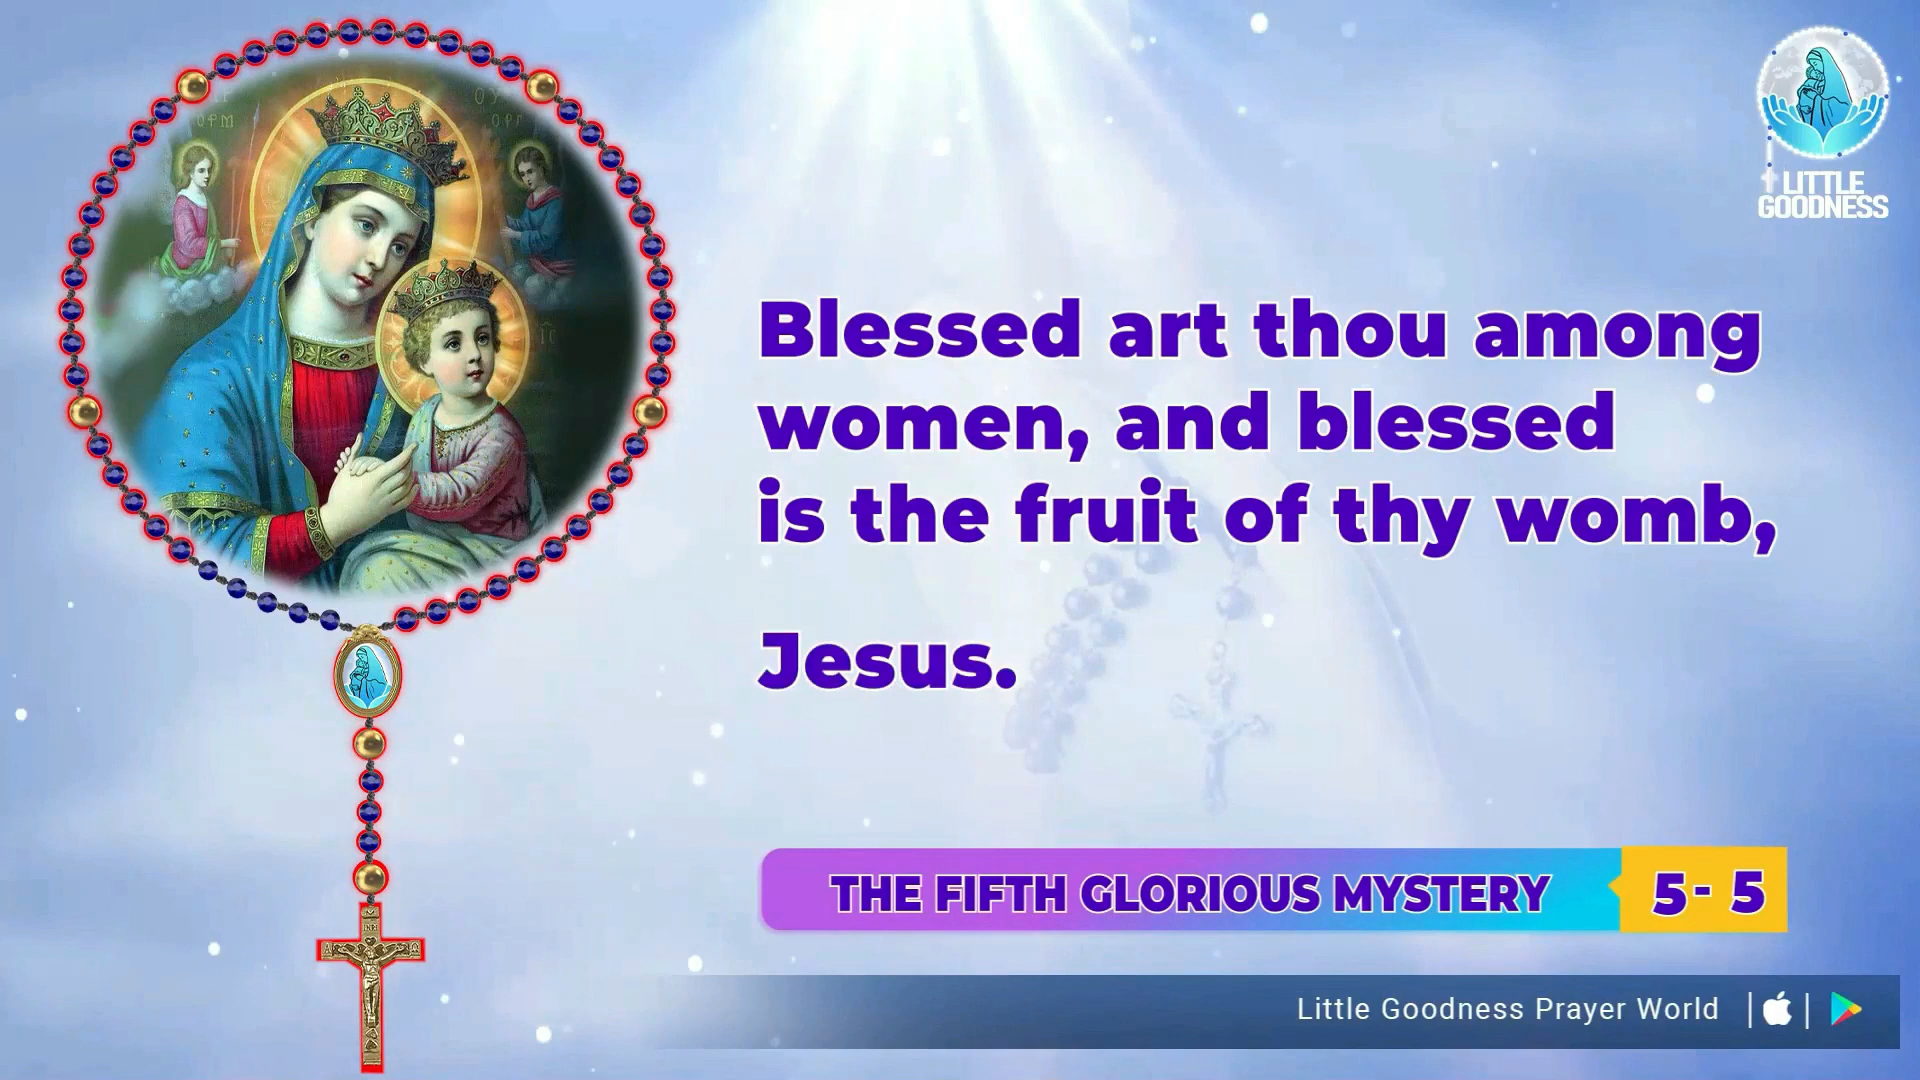 LITTLE
GOODNESS
Blessed art thou among
women, and blessed
is the fruit of thy womb,
Jesus.
THE FIFTH GLORIOUS MYSTERY 5- 5
Little Goodness Prayer World
INRI